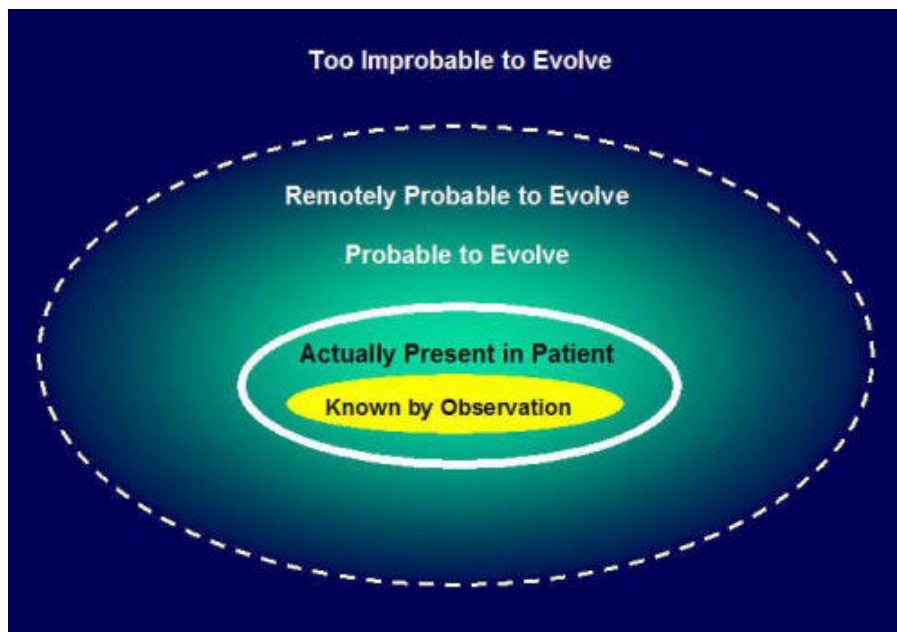 Too Improbable to Evolve
Remotely Probable to Evolve
Probable to Evolve
Actually Present in Patient
Known by Observation